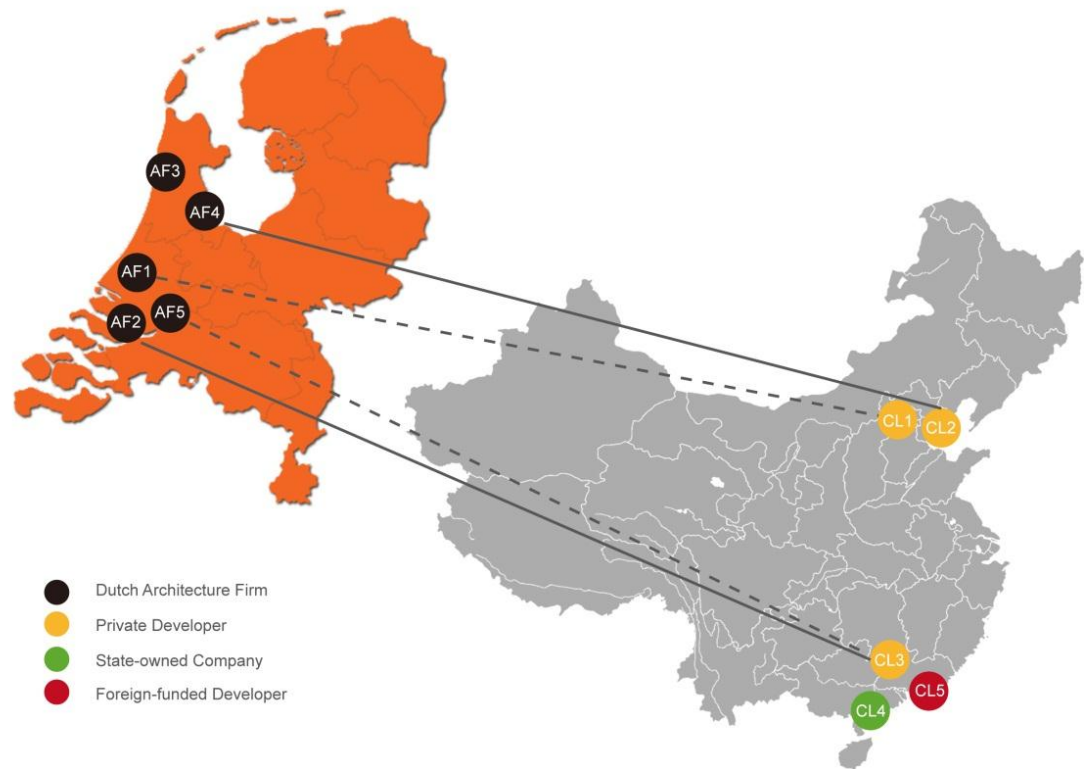 AF3
AF4
AF1
AF5
AF2
CL1
CL2
CL3
CL5
CL4
Dutch Architecture Firm
Private Developer
State-owned Company
Foreign-funded Developer